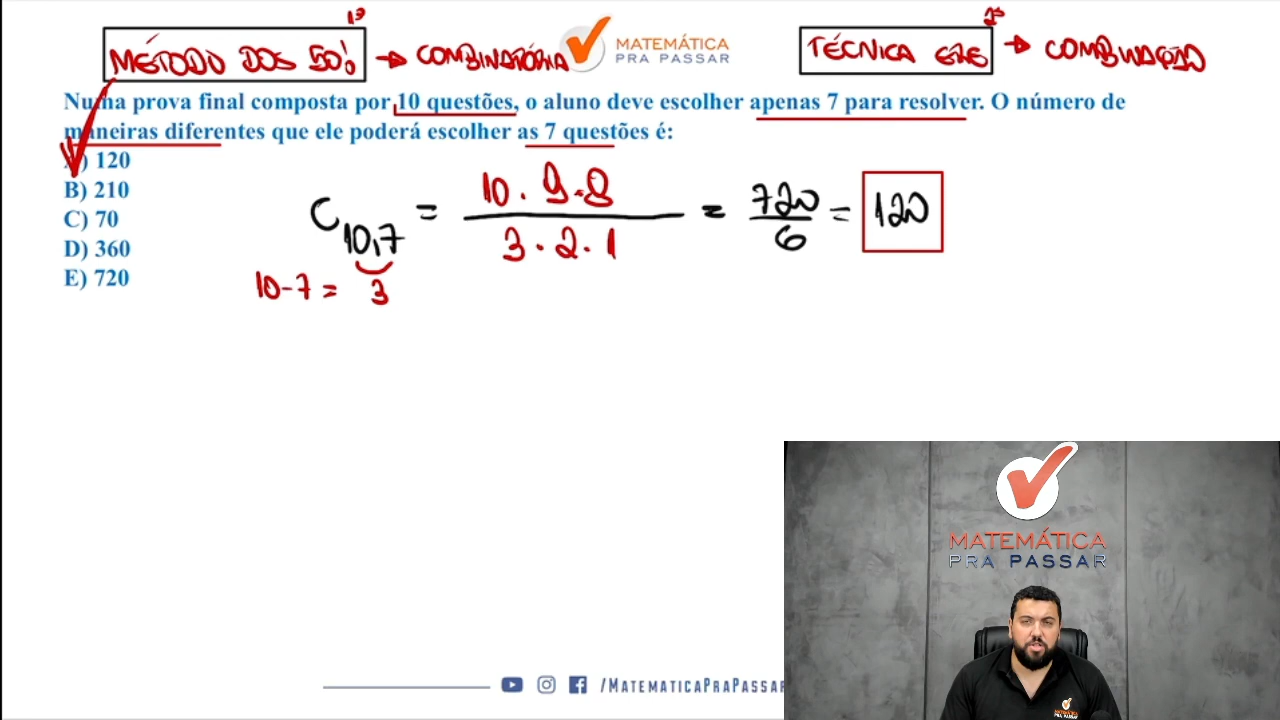 1º
2º
MÉTODO DOS 50! → COMBINATÓRIA
MATEMÁTICA
PRA PASSAR
TÉCNICA → COMBINAÇÃO
Numa prova final composta por 10 questões, o aluno deve escolher apenas 7 para resolver. O número de
maneiras diferentes que ele poderá escolher as 7 questões é:
) 120
B) 210
C) 70
D) 360
E) 720
C10,7 = 10 · 9 · 8 / 3 · 2 · 1 = 720 / 6 = 120
10 - 7 = 3
MATEMÁTICA
PRA PASSAR
/MATEMATICAPRAPASSAR